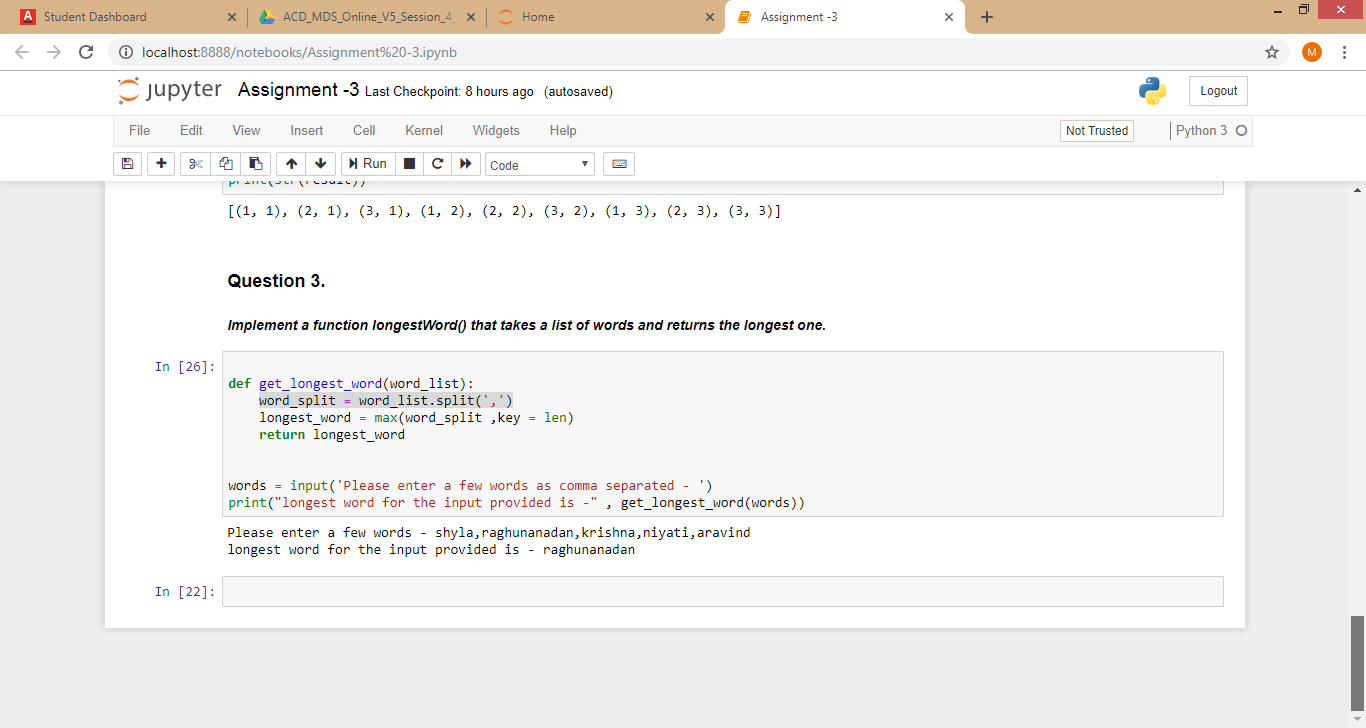 Student Dashboard
ACD_MDS_Online_V5_Session_4_
Home
Assignment -3
localhost:8888/notebooks/Assignment%20-3.ipynb
M
jupyter Assignment -3 Last Checkpoint: 8 hours ago (autosaved)
Logout
File Edit View Insert Cell Kernel Widgets Help
Not Trusted
Python 3
Run
Code
print(str(result))
[(1, 1), (2, 1), (3, 1), (1, 2), (2, 2), (3, 2), (1, 3), (2, 3), (3, 3)]
Question 3.
Implement a function longestWord() that takes a list of words and returns the longest one.
In [26]:
def get_longest_word(word_list):
word_split = word_list.split(',')
longest_word = max(word_split ,key = len)
return longest_word
words = input('Please enter a few words as comma separated - ')
print("longest word for the input provided is -" , get_longest_word(words))
Please enter a few words - shyla,raghunanadan,krishna,niyati,aravind
longest word for the input provided is - raghunanadan
In [22]: